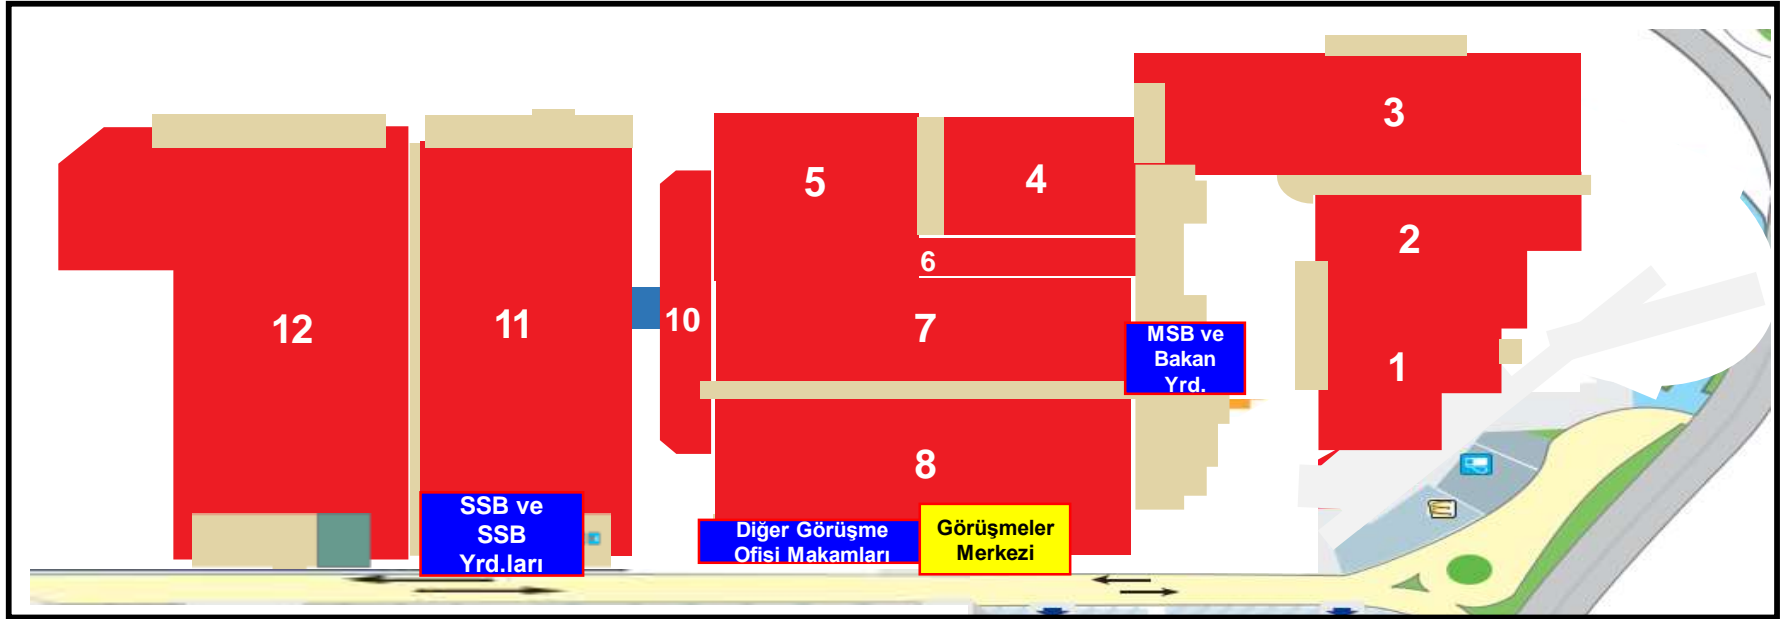 3
5
4
2
6
12
11
10
7
MSB ve
Bakan
Yrd.
1
8
SSB ve
SSB
Yrd.ları
Diğer Görüşme
Ofisi Makamları
Görüşmeler
Merkezi